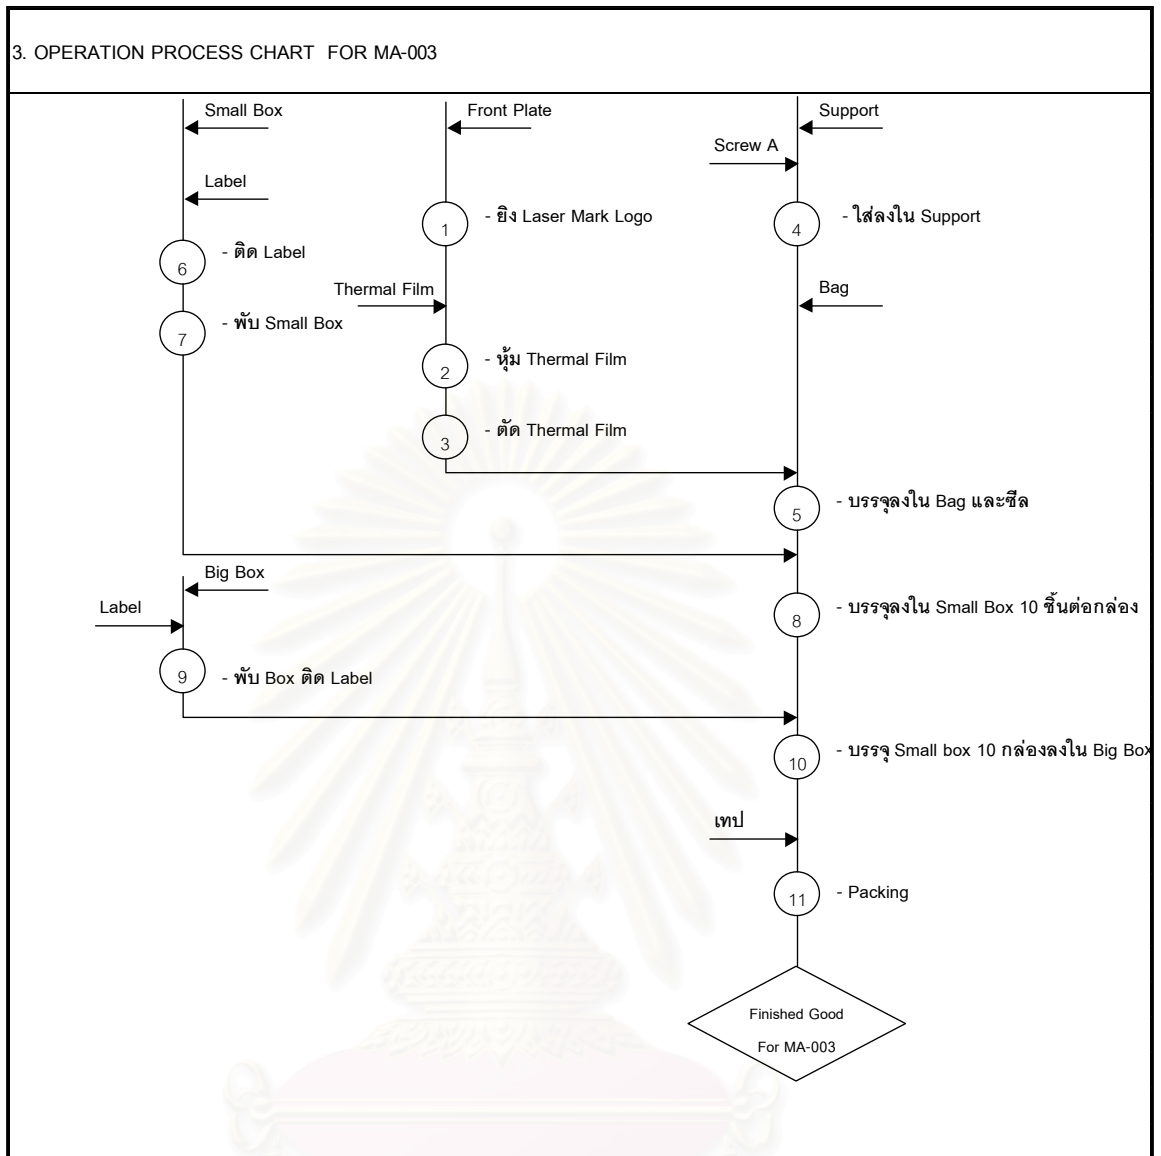 3. OPERATION PROCESS CHART FOR MA-003
Small Box
Front Plate
Support
Screw A
Label
1
- ยิง Laser Mark Logo
4
- ใส่ลงใน Support
6
- ติด Label
Thermal Film
Bag
7
- พับ Small Box
2
- หุ้ม Thermal Film
3
- ตัด Thermal Film
5
- บรรจุลงใน Bag และซีล
Big Box
Label
8
- บรรจุลงใน Small Box 10 ชิ้นต่อกล่อง
9
- พับ Box ติด Label
10
- บรรจุ Small box 10 กล่องลงใน Big Box
เทป
11
- Packing
Finished Good
For MA-003